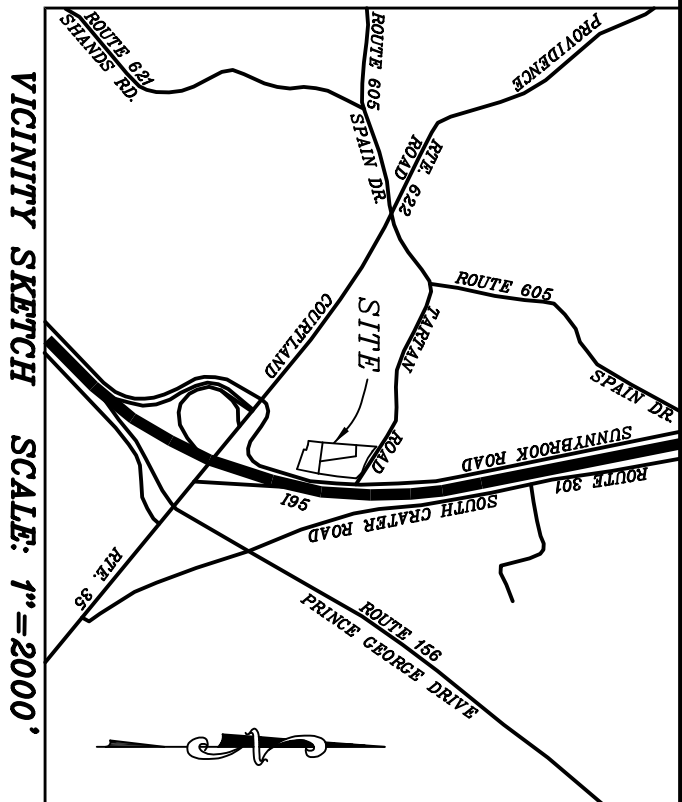 VICINITY SKETCH SCALE: 1"=2000'
ROUTE 621
SHANDS RD.
ROUTE 605
SPAIN DR.
PROVIDENCE
ROAD
RTE. 622
ROUTE 605
SPAIN DR.
COURTLAND
SITE
TARTAN
ROAD
SUNNYBROOK ROAD
ROUTE 301
SOUTH CRATER ROAD
I95
RTE. 35
ROUTE 156
PRINCE GEORGE DRIVE
N